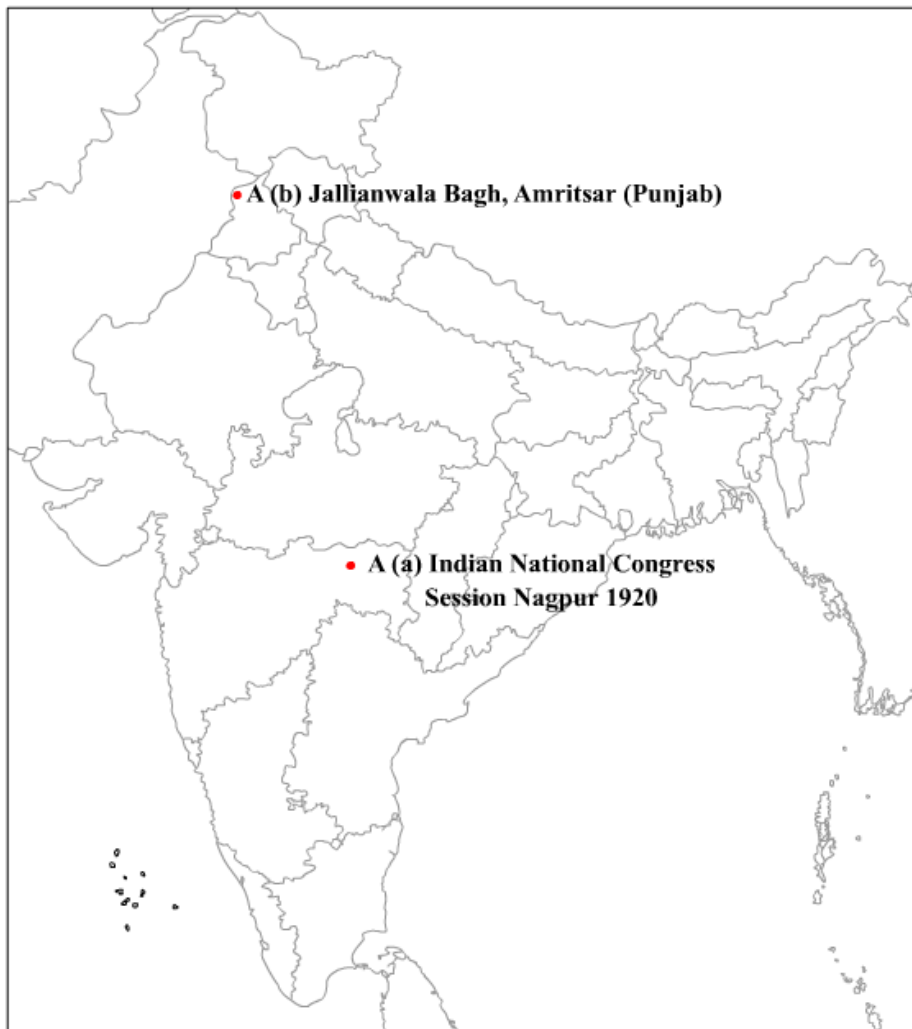 A (b) Jallianwala Bagh, Amritsar (Punjab)
A (a) Indian National Congress
Session Nagpur 1920